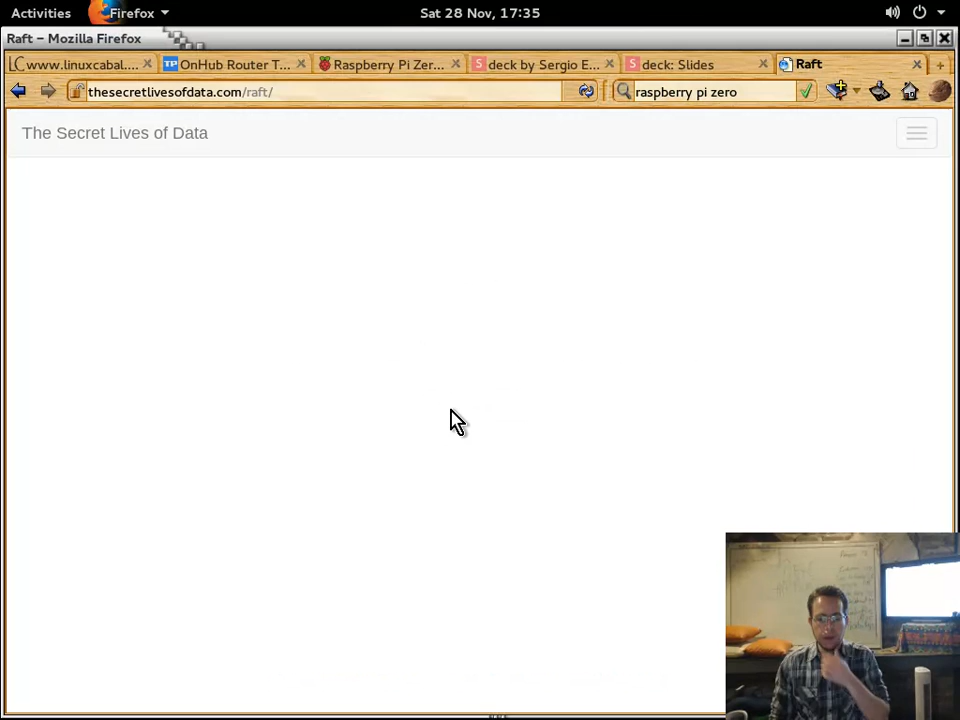 Activities Firefox Sat 28 Nov, 17:35
Raft – Mozilla Firefox
www.linuxcabal.... OnHub Router T... Raspberry Pi Zer... deck by Sergio E... deck: Slides Raft
thesecretlivesofdata.com/raft/ raspberry pi zero
The Secret Lives of Data